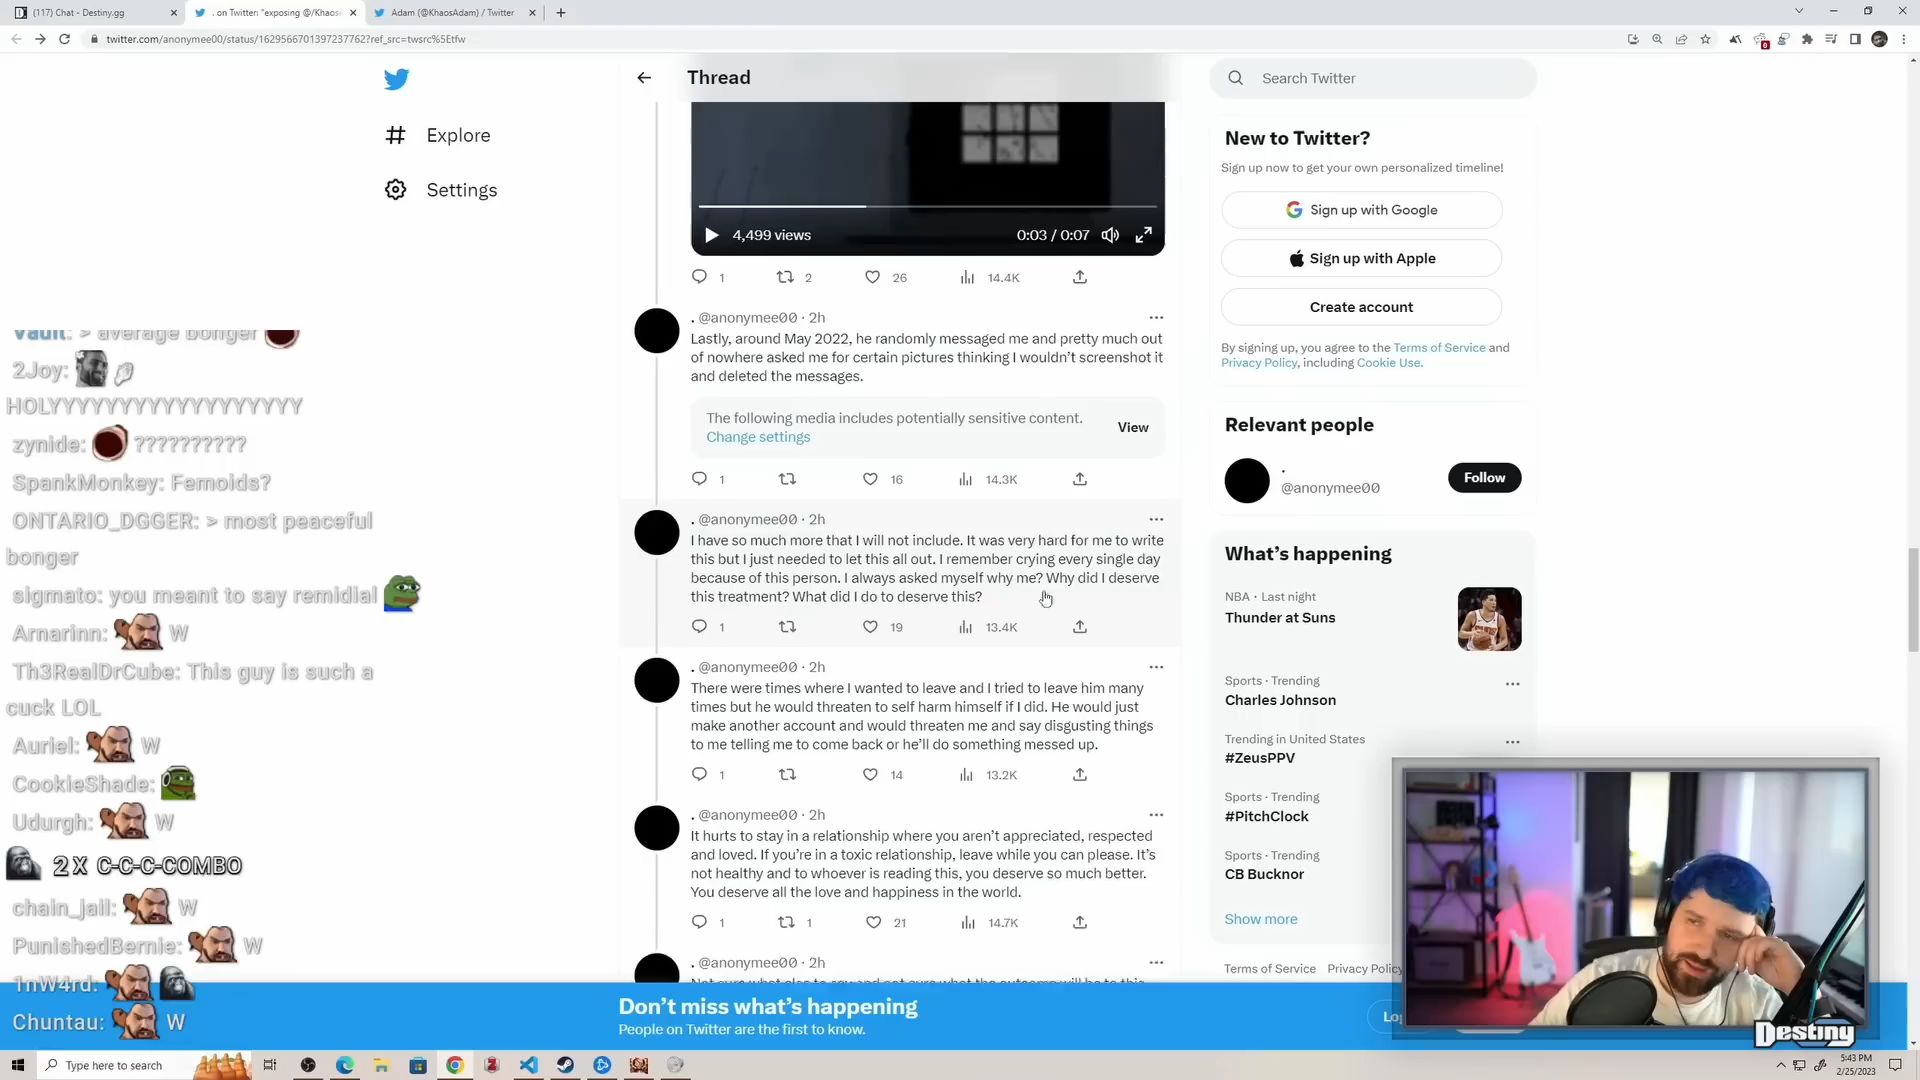 (117) Chat - Destiny.gg
. on Twitter: "exposing @/Khaos
Adam (@KhaosAdam) / Twitter
twitter.com/anonymee00/status/1629566701397237762?ref_src=twsrc%5Etfw
Explore
Settings
Thread
4,499 views
0:03 / 0:07
1 2 26 14.4K
. @anonymee00 · 2h
Lastly, around May 2022, he randomly messaged me and pretty much out
of nowhere asked me for certain pictures thinking I wouldn't screenshot it
and deleted the messages.
The following media includes potentially sensitive content.
Change settings
View
1 16 14.3K
. @anonymee00 · 2h
I have so much more that I will not include. It was very hard for me to write
this but I just needed to let this all out. I remember crying every single day
because of this person. I always asked myself why me? Why did I deserve
this treatment? What did I do to deserve this?
1 19 13.4K
. @anonymee00 · 2h
There were times where I wanted to leave and I tried to leave him many
times but he would threaten to self harm himself if I did. He would just
make another account and would threaten me and say disgusting things
to me telling me to come back or he'll do something messed up.
1 14 13.2K
. @anonymee00 · 2h
It hurts to stay in a relationship where you aren't appreciated, respected
and loved. If you're in a toxic relationship, leave while you can please. It's
not healthy and to whoever is reading this, you deserve so much better.
You deserve all the love and happiness in the world.
1 1 21 14.7K
. @anonymee00 · 2h
Search Twitter
New to Twitter?
Sign up now to get your own personalized timeline!
Sign up with Google
Sign up with Apple
Create account
By signing up, you agree to the Terms of Service and
Privacy Policy, including Cookie Use.
Relevant people
.
@anonymee00
Follow
What's happening
NBA · Last night
Thunder at Suns
Sports · Trending
Charles Johnson
Trending in United States
#ZeusPPV
Sports · Trending
#PitchClock
Sports · Trending
CB Bucknor
Show more
Terms of Service Privacy Policy
Vault: > average bonger
2Joy:
HOLYYYYYYYYYYYYYYYYYY
zynide: ??????????
SpankMonkey: Femoids?
ONTARIO_DGGER: > most peaceful
bonger
sigmato: you meant to say remidial
Arnarinn: W
Th3RealDrCube: This guy is such a
cuck LOL
Auriel: W
CookieShade:
Udurgh: W
2 X C-C-C-COMBO
chain_jail: W
PunishedBernie: W
1nW4rd:
Chuntau: W
Don't miss what's happening
People on Twitter are the first to know.
Destiny
Type here to search
5:43 PM
2/25/2023